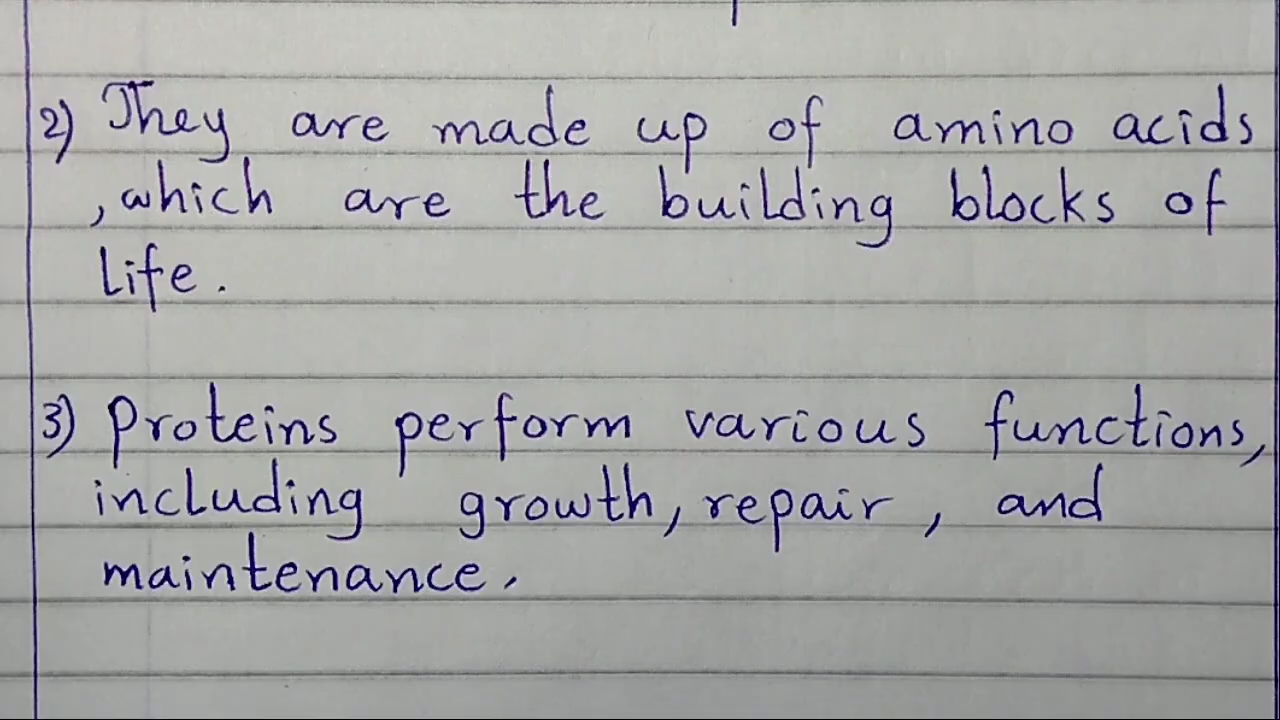 2) They are made up of amino acids
, which are the building blocks of
life.
3) Proteins perform various functions,
including growth, repair, and
maintenance.